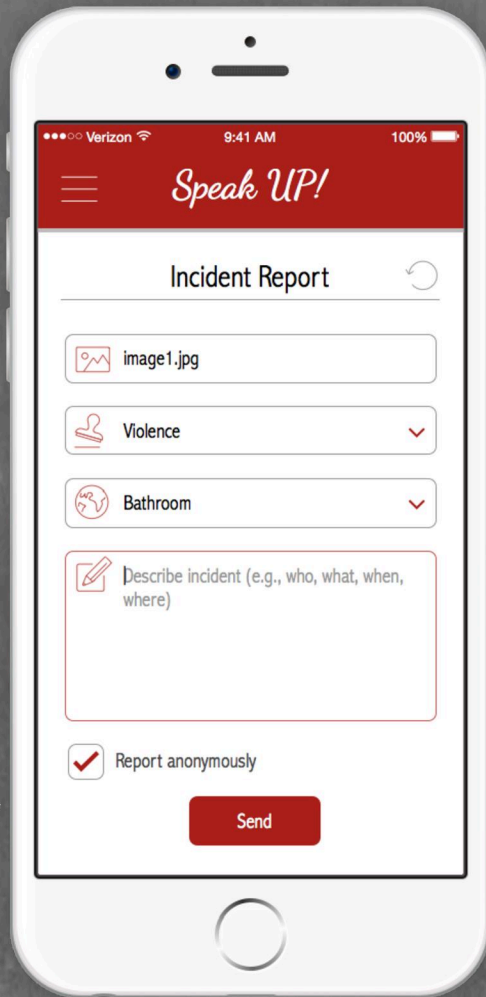 Verizon 9:41 AM 100%
Speak UP!
Incident Report
image1.jpg
Violence
Bathroom
Describe incident (e.g., who, what, when,
where)
Report anonymously
Send